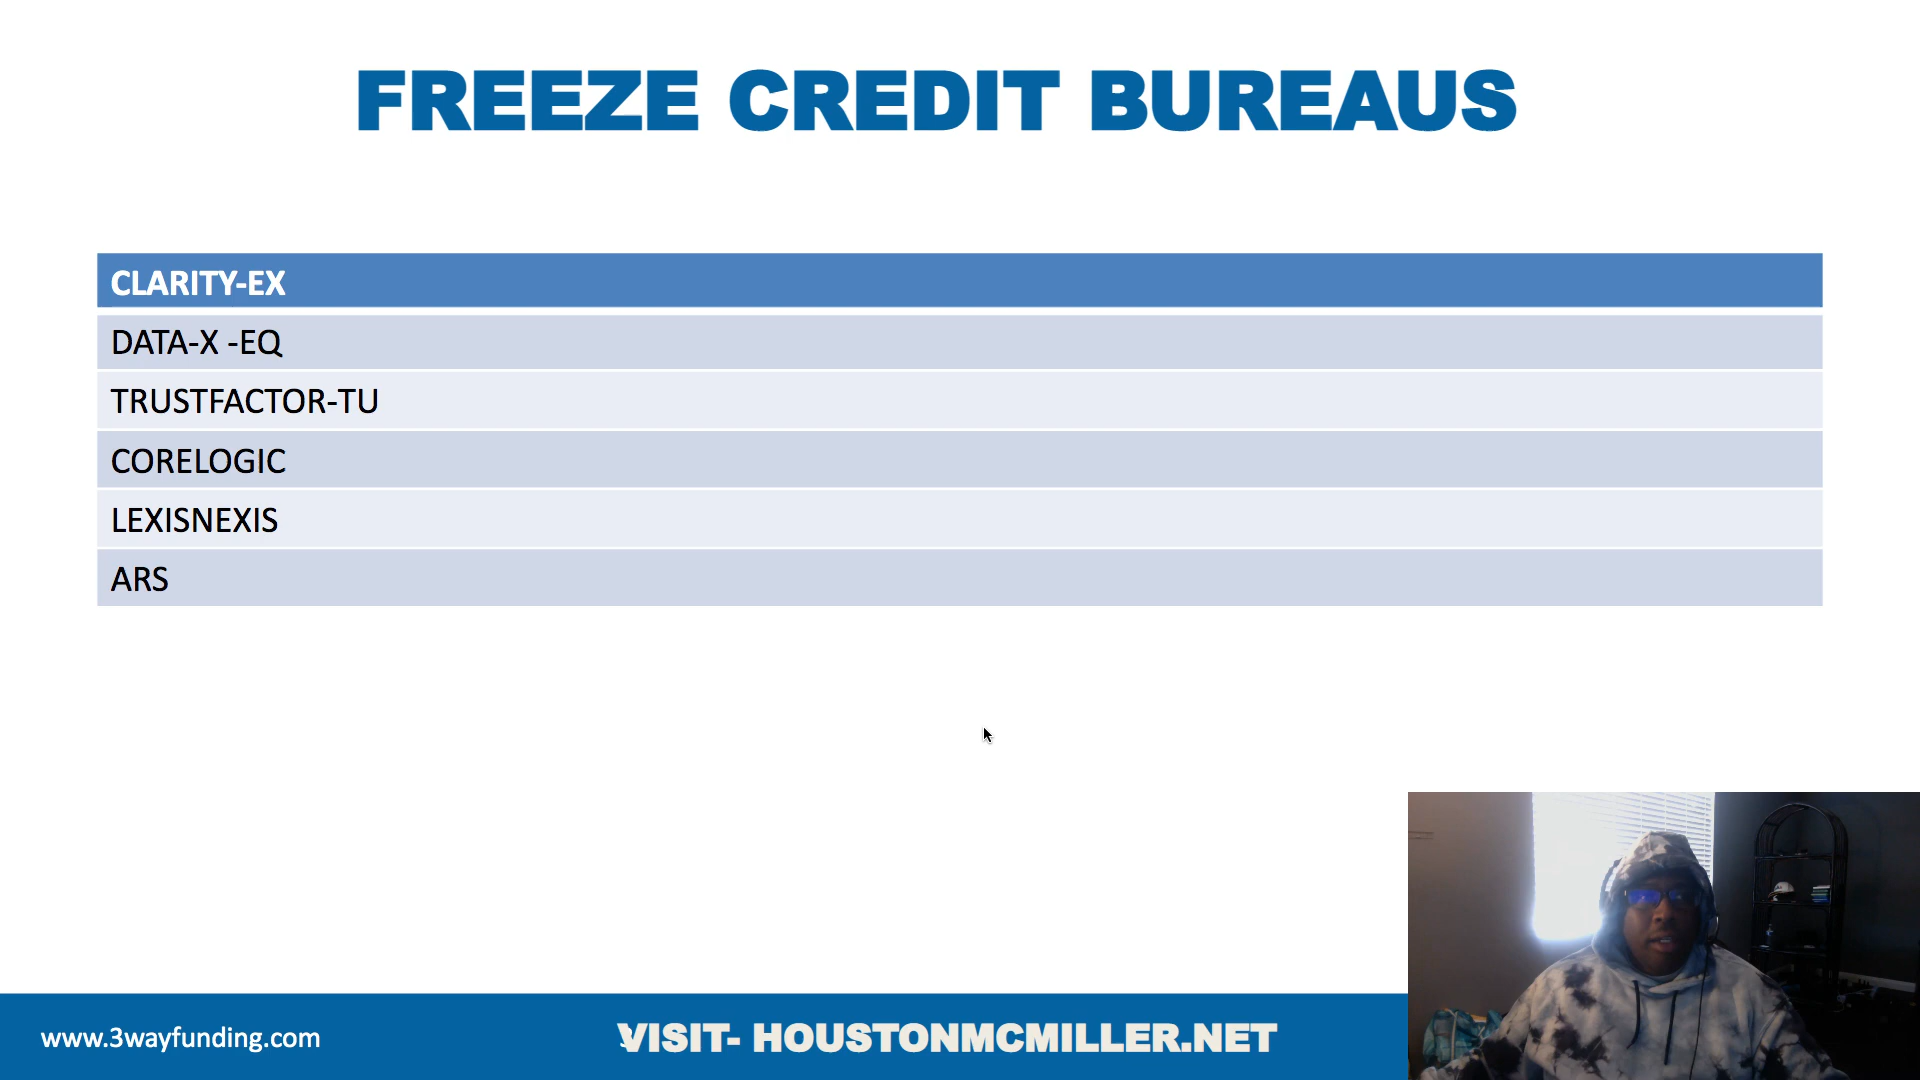 FREEZE CREDIT BUREAUS
CLARITY-EX
DATA-X -EQ
TRUSTFACTOR-TU
CORELOGIC
LEXISNEXIS
ARS
www.3wayfunding.com
VISIT- HOUSTONMCMILLER.NET